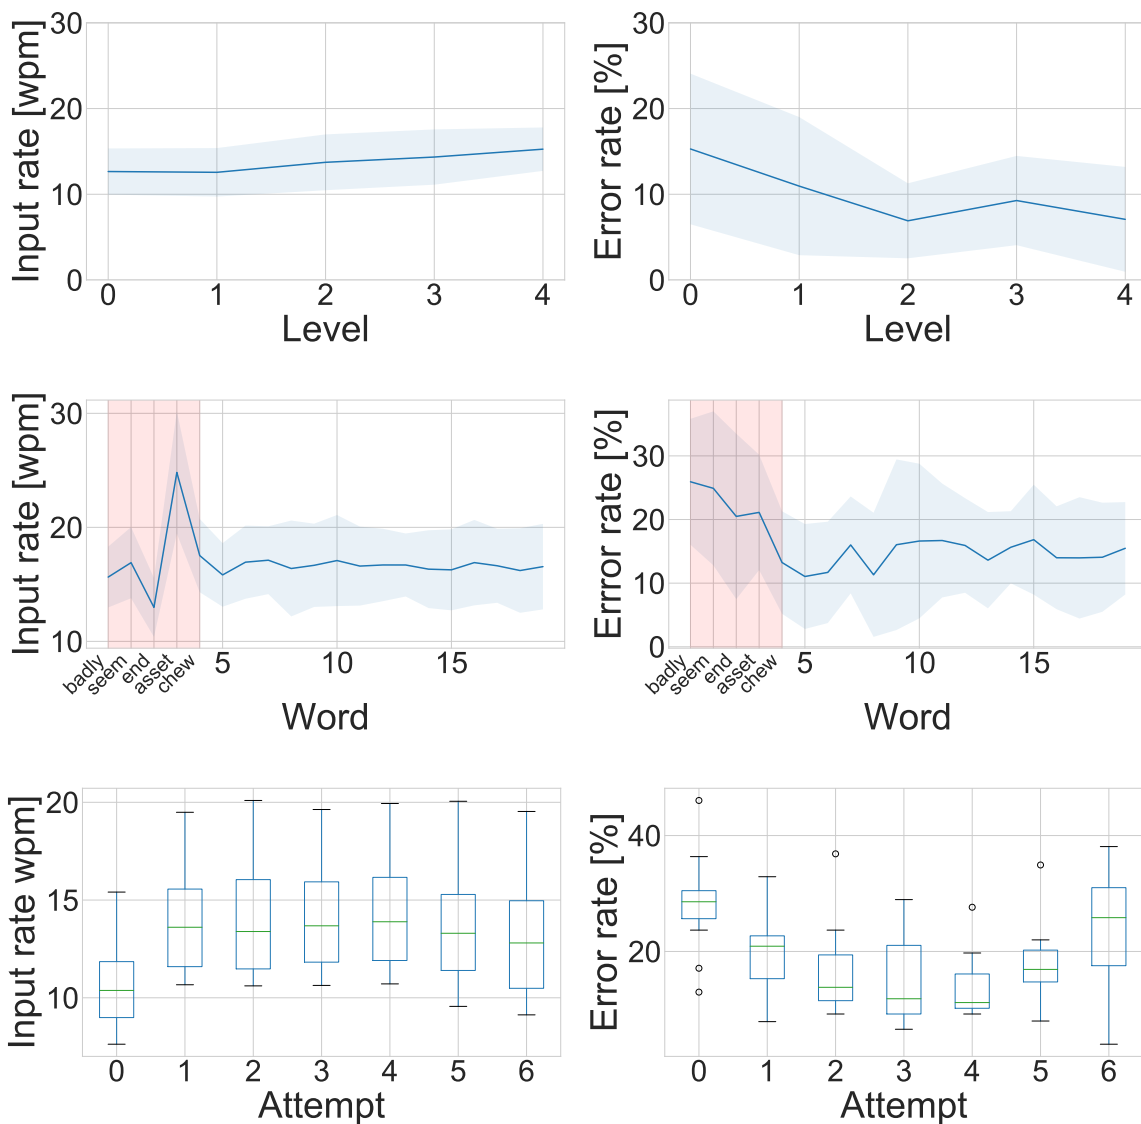 Input rate [wpm]
30
20
10
0
0 1 2 3 4
Level
Error rate [%]
30
20
10
0
0 1 2 3 4
Level
Input rate [wpm]
30
20
10
badly seem end asset chew 5 10 15
Word
Errror rate [%]
30
20
10
0
badly seem end asset chew 5 10 15
Word
Input rate wpm]
20
15
10
0 1 2 3 4 5 6
Attempt
Error rate [%]
40
20
0 1 2 3 4 5 6
Attempt